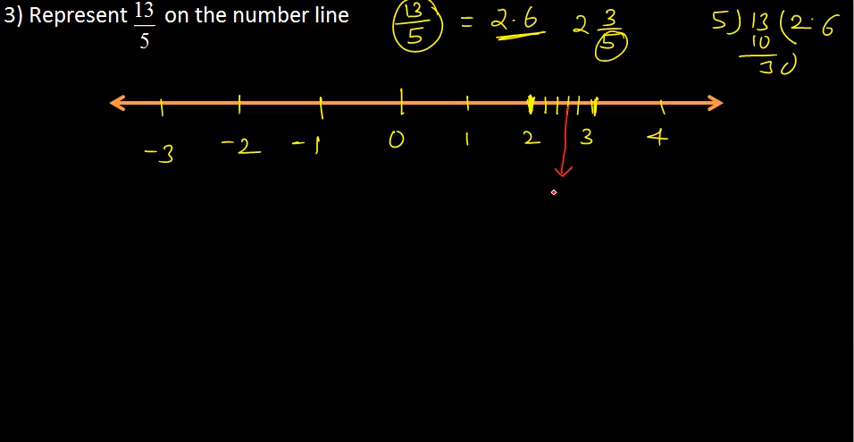 3) Represent 13/5 on the number line
13/5 = 2.6 2 3/5
5) 13 (2.6
10
30
-3 -2 -1 0 1 2 3 4